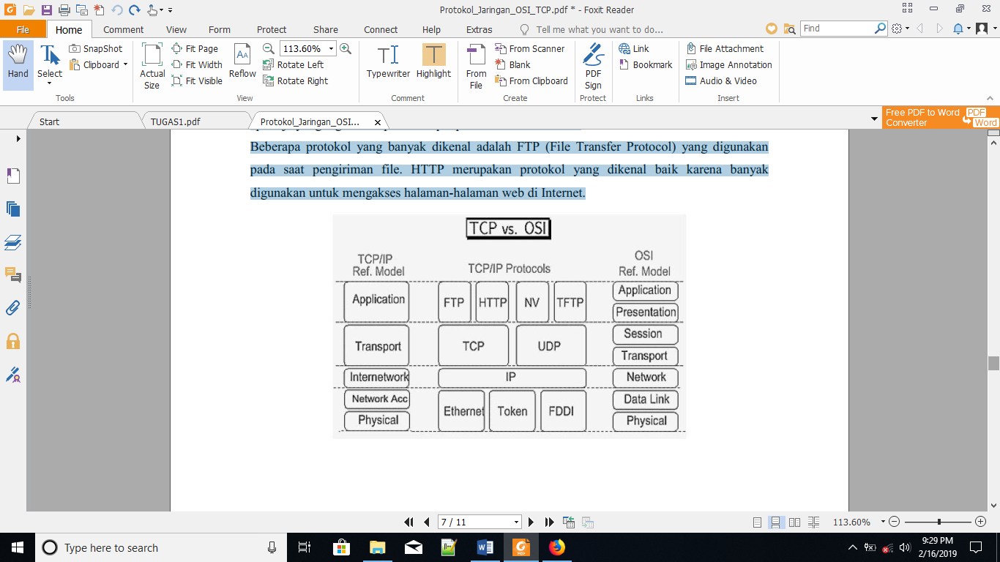 Protokol_Jaringan_OSI_TCP.pdf * - Foxit Reader
File Home Comment View Form Protect Share Connect Help Extras Tell me what you want to do... Find
Hand
Select
SnapShot
Clipboard
Tools
Actual Size
Fit Page
Fit Width
Fit Visible
Reflow
113.60%
Rotate Left
Rotate Right
View
Typewriter
Highlight
Comment
From File
From Scanner
Blank
From Clipboard
Create
PDF Sign
Protect
Link
Bookmark
Links
File Attachment
Image Annotation
Audio & Video
Insert
Start TUGAS1.pdf Protokol_Jaringan_OSI...
Free PDF to Word PDF
Converter Word
Beberapa protokol yang banyak dikenal adalah FTP (File Transfer Protocol) yang digunakan
pada saat pengiriman file. HTTP merupakan protokol yang dikenal baik karena banyak
digunakan untuk mengakses halaman-halaman web di Internet.
TCP vs. OSI
TCP/IP
Ref. Model
TCP/IP Protocols
OSI
Ref. Model
Application
FTP HTTP NV TFTP
Application
Presentation
Transport
TCP UDP
Session
Transport
Internetwork
IP
Network
Network Acc
Physical
Ethernet Token FDDI
Data Link
Physical
7 / 11
113.60%
Type here to search
9:29 PM
2/16/2019